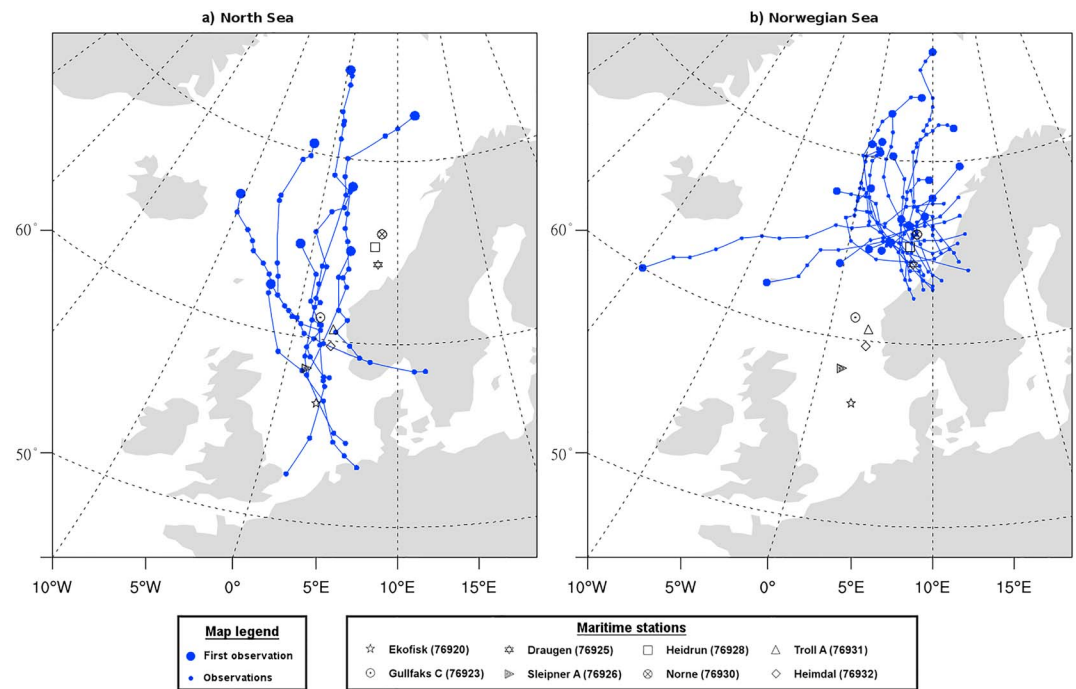 a) North Sea
b) Norwegian Sea
60°
50°
10°W 0° 5°E 10°E 15°E
60°
50°
10°W 5°W 0° 5°E 10°E 15°E
Map legend
First observation
Observations
Maritime stations
Ekofisk (76920) Draugen (76925) Heidrun (76928) Troll A (76931)
Gullfaks C (76923) Sleipner A (76926) Norne (76930) Heimdal (76932)